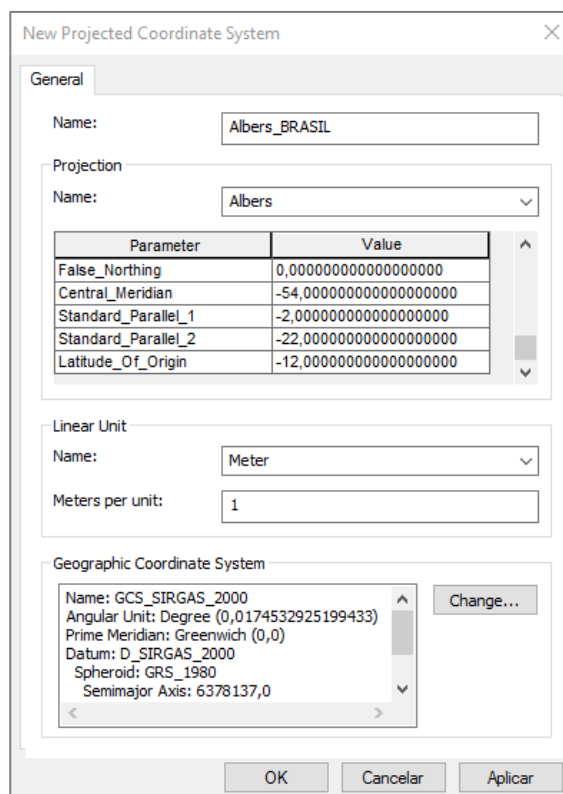 New Projected Coordinate System
General
Name: Albers_BRASIL
Projection
Name: Albers
Parameter Value
False_Northing 0,000000000000000000
Central_Meridian -54,000000000000000000
Standard_Parallel_1 -2,000000000000000000
Standard_Parallel_2 -22,000000000000000000
Latitude_Of_Origin -12,000000000000000000
Linear Unit
Name: Meter
Meters per unit: 1
Geographic Coordinate System
Name: GCS_SIRGAS_2000
Angular Unit: Degree (0,0174532925199433)
Prime Meridian: Greenwich (0,0)
Datum: D_SIRGAS_2000
Spheroid: GRS_1980
Semimajor Axis: 6378137,0
Change...
OK Cancelar Aplicar